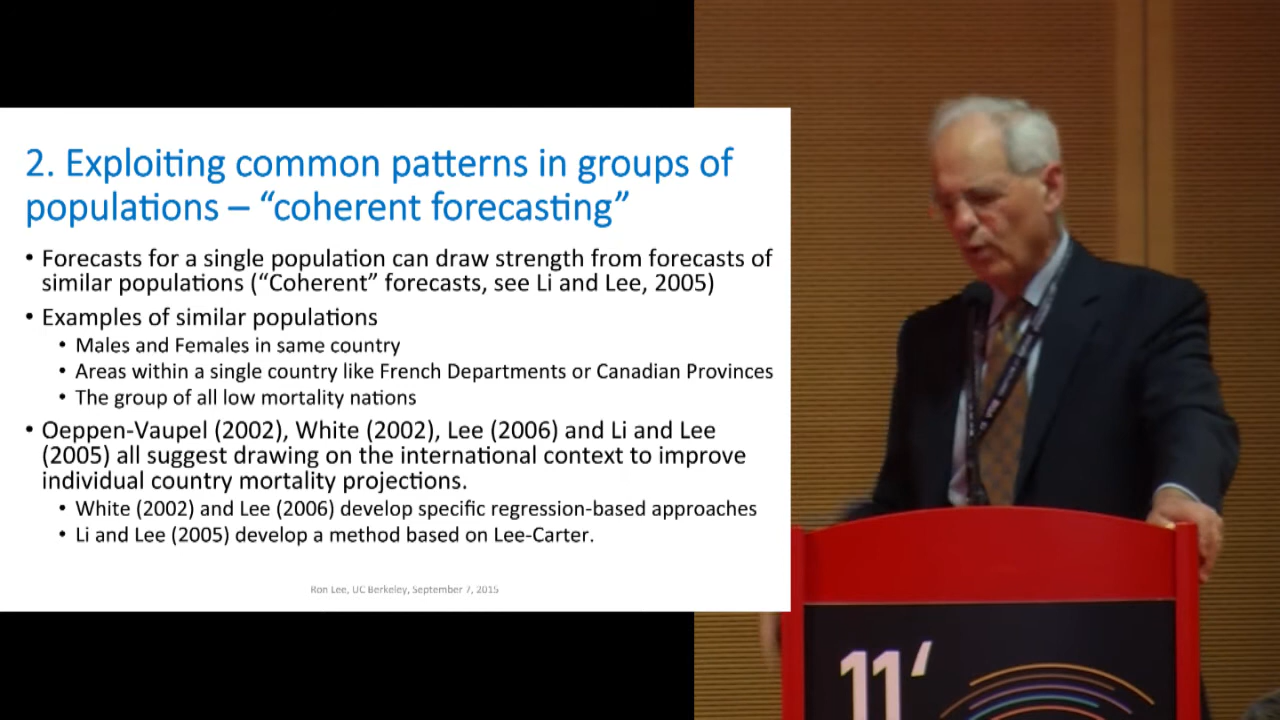 2. Exploiting common patterns in groups of
populations – “coherent forecasting”
• Forecasts for a single population can draw strength from forecasts of
similar populations (“Coherent” forecasts, see Li and Lee, 2005)
• Examples of similar populations
• Males and Females in same country
• Areas within a single country like French Departments or Canadian Provinces
• The group of all low mortality nations
• Oeppen-Vaupel (2002), White (2002), Lee (2006) and Li and Lee
(2005) all suggest drawing on the international context to improve
individual country mortality projections.
• White (2002) and Lee (2006) develop specific regression-based approaches
• Li and Lee (2005) develop a method based on Lee-Carter.
Ron Lee, UC Berkeley, September 7, 2015
11‘